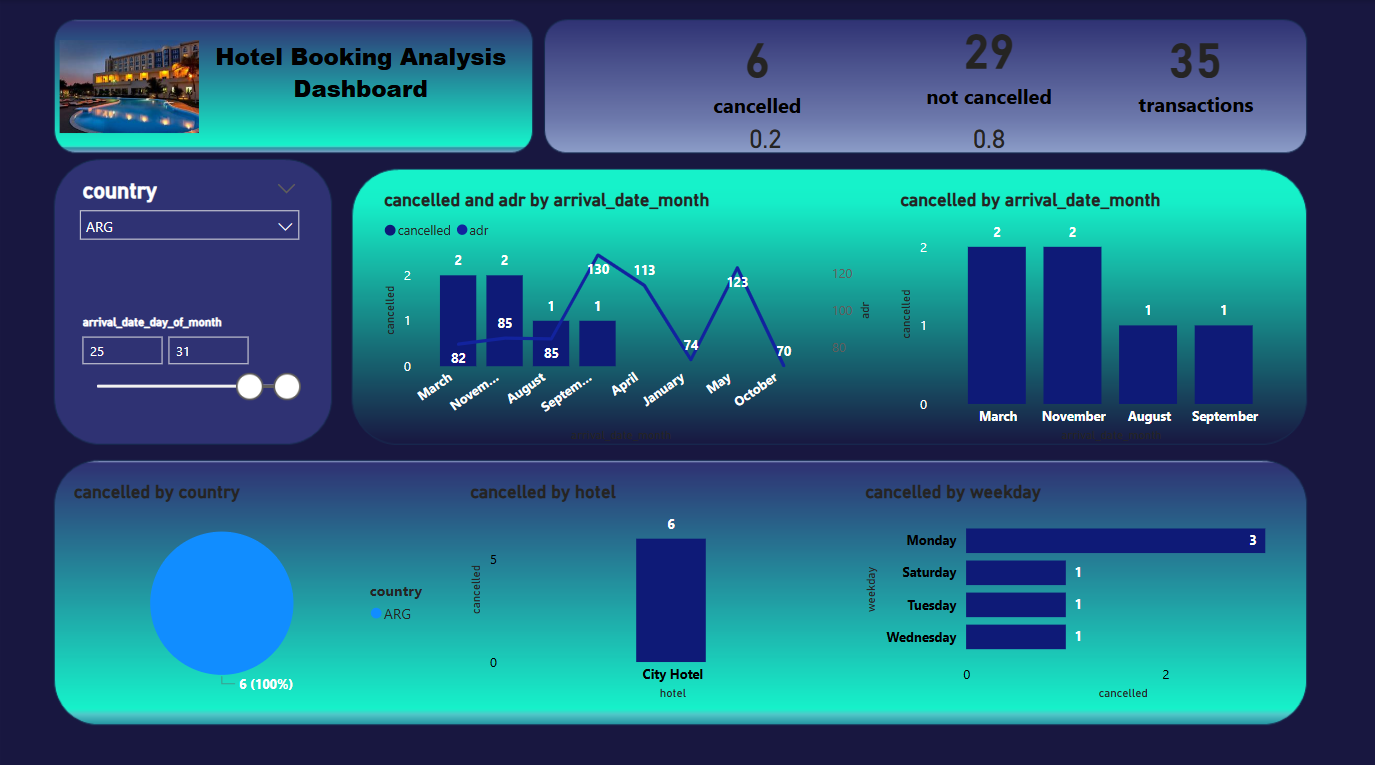 Hotel Booking Analysis
Dashboard
6
cancelled
0.2
29
not cancelled
0.8
35
transactions
country
ARG
arrival_date_day_of_month
25
31
cancelled and adr by arrival_date_month
cancelled adr
2
1
0
cancelled
2
2
1
1
82
85
85
130
113
74
123
70
120
100
80
adr
March
Novem...
August
Septem...
April
January
May
October
arrival_date_month
cancelled by arrival_date_month
2
1
0
cancelled
2
2
1
1
March
November
August
September
arrival_date_month
cancelled by country
6 (100%)
country
ARG
cancelled by hotel
6
5
0
cancelled
City Hotel
hotel
cancelled by weekday
weekday
Monday 3
Saturday 1
Tuesday 1
Wednesday 1
0
2
cancelled